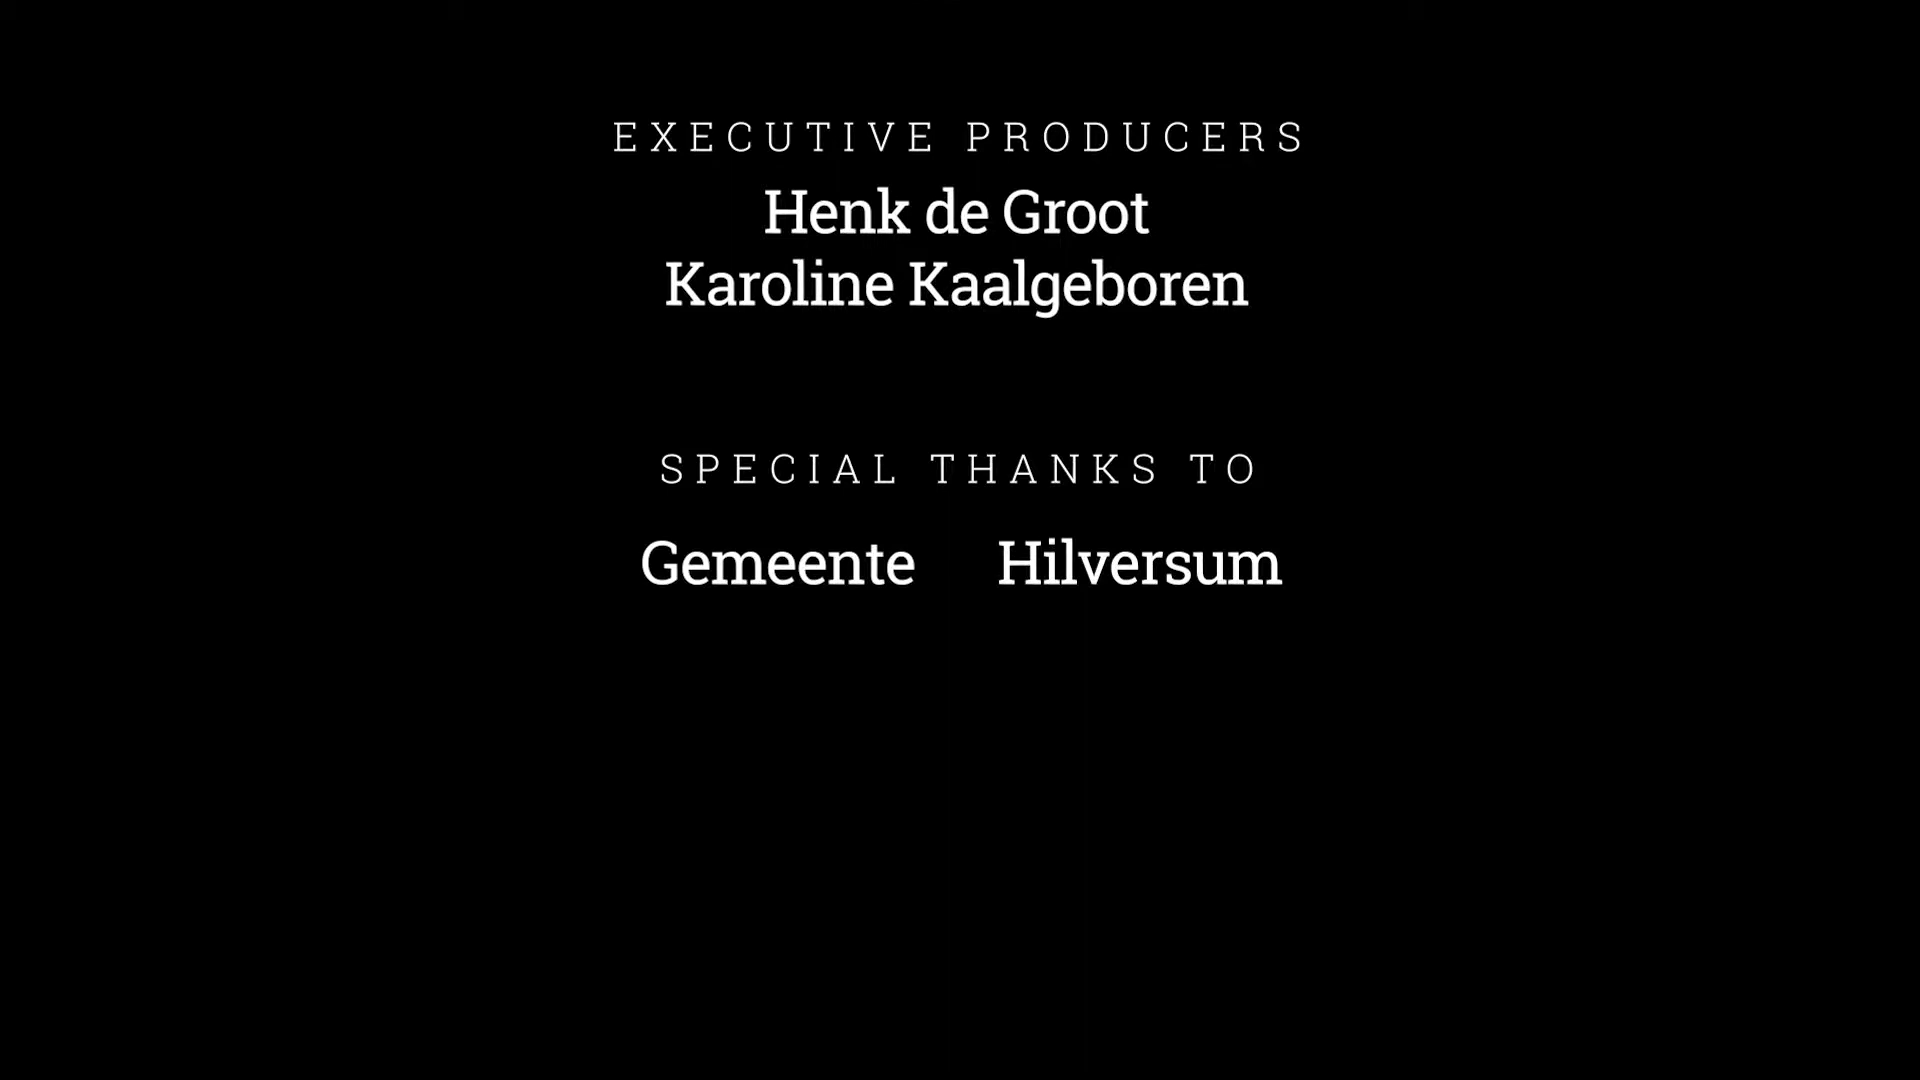 EXECUTIVE PRODUCERS
Henk de Groot
Karoline Kaalgeboren
SPECIAL THANKS TO
Gemeente Hilversum